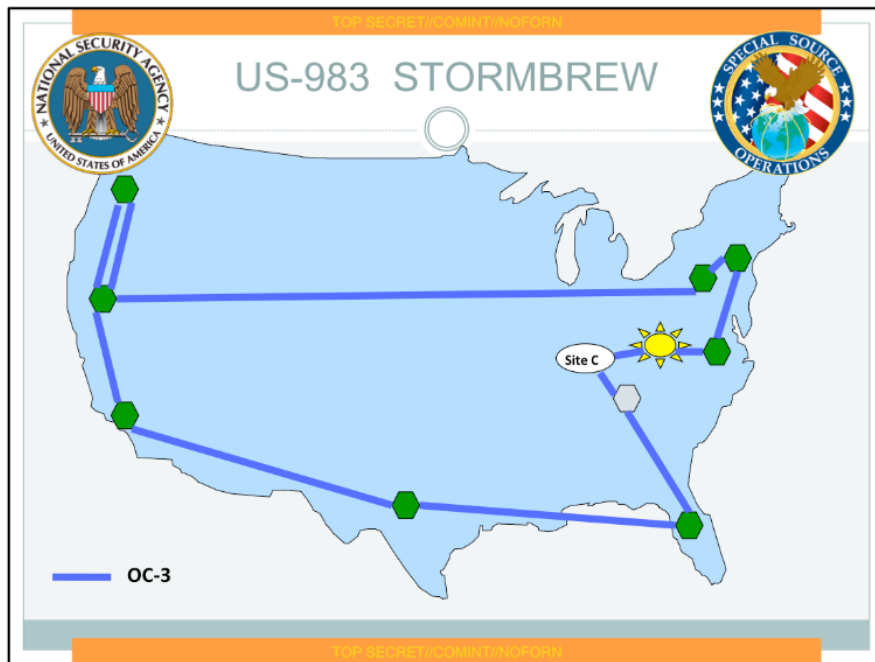 TOP SECRET//COMINT//NOFORN
NATIONAL SECURITY AGENCY
UNITED STATES OF AMERICA
US-983 STORMBREW
SPECIAL SOURCE
OPERATIONS
Site C
OC-3
TOP SECRET//COMINT//NOFORN